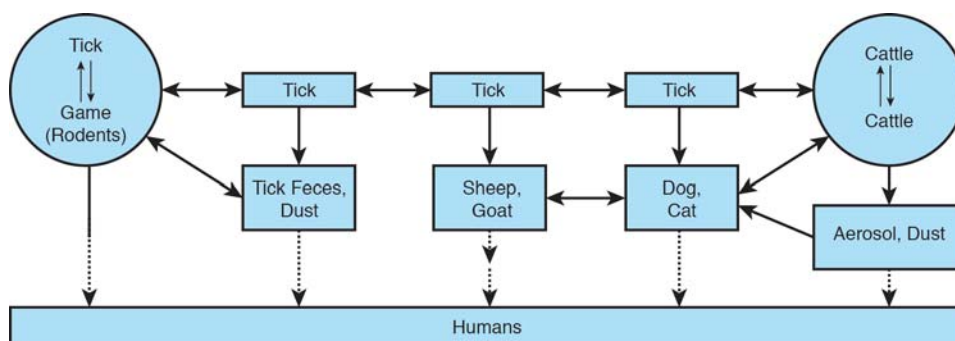 Tick
Game
(Rodents)
Tick
Tick
Tick
Cattle
Cattle
Tick Feces,
Dust
Sheep,
Goat
Dog,
Cat
Aerosol, Dust
Humans